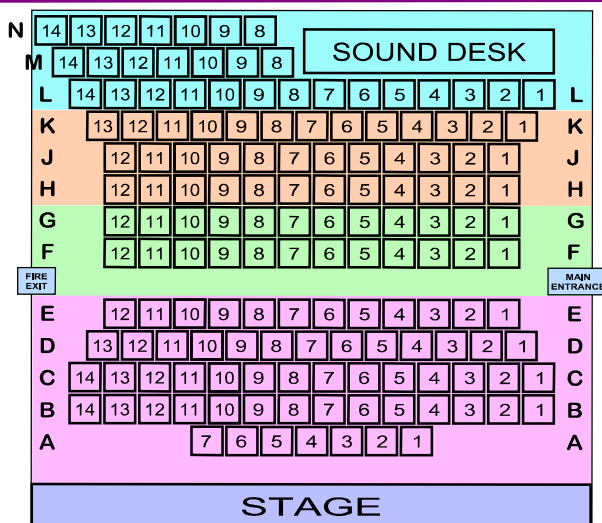 N 14 13 12 11 10 9 8
SOUND DESK
M 14 13 12 11 10 9 8
L 14 13 12 11 10 9 8 7 6 5 4 3 2 1 L
K 13 12 11 10 9 8 7 6 5 4 3 2 1 K
J 12 11 10 9 8 7 6 5 4 3 2 1 J
H 12 11 10 9 8 7 6 5 4 3 2 1 H
G 12 11 10 9 8 7 6 5 4 3 2 1 G
F 12 11 10 9 8 7 6 5 4 3 2 1 F
FIRE
EXIT
MAIN
ENTRANCE
E 12 11 10 9 8 7 6 5 4 3 2 1 E
D 13 12 11 10 9 8 7 6 5 4 3 2 1 D
C 14 13 12 11 10 9 8 7 6 5 4 3 2 1 C
B 14 13 12 11 10 9 8 7 6 5 4 3 2 1 B
A 7 6 5 4 3 2 1 A
STAGE